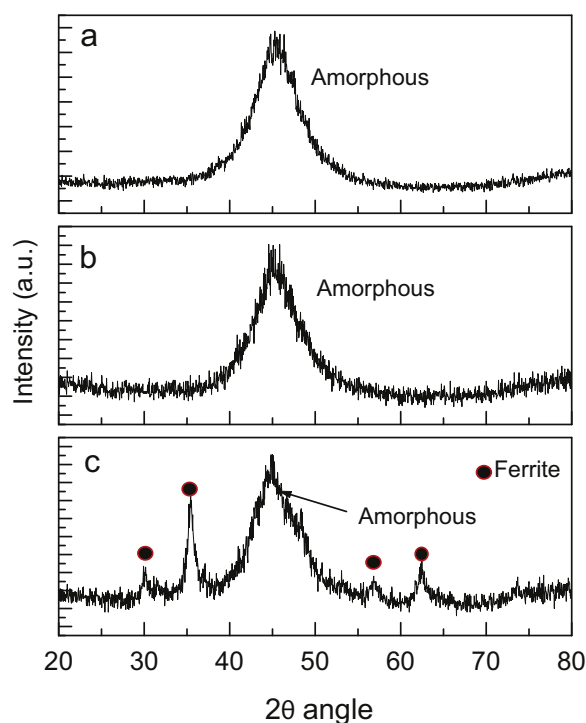 a
Amorphous
b
Amorphous
Intensity (a.u.)
c
Ferrite
Amorphous
20 30 40 50 60 70 80
2θ angle